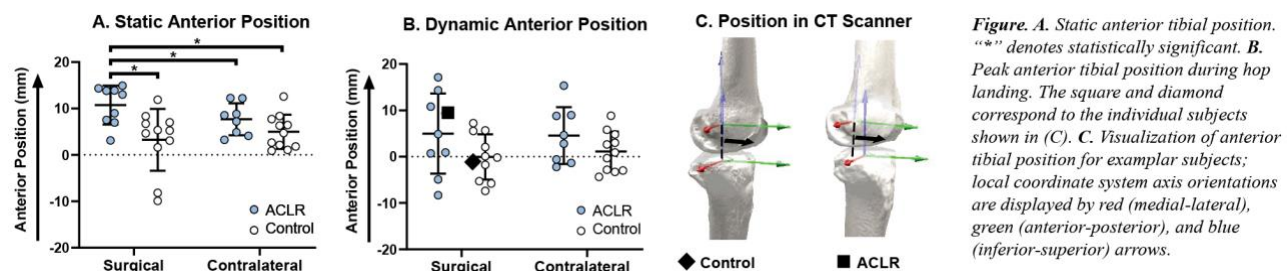 A. Static Anterior Position
*
*
*
Anterior Position (mm)
20
10
0
-10
-20
ACLR
Control
Surgical
Contralateral
B. Dynamic Anterior Position
Anterior Position (mm)
20
10
0
-10
-20
ACLR
Control
Surgical
Contralateral
C. Position in CT Scanner
Control
ACLR
Figure. A. Static anterior tibial position.
“*” denotes statistically significant. B.
Peak anterior tibial position during hop
landing. The square and diamond
correspond to the individual subjects
shown in (C). C. Visualization of anterior
tibial position for examplar subjects;
local coordinate system axis orientations
are displayed by red (medial-lateral),
green (anterior-posterior), and blue
(inferior-superior) arrows.